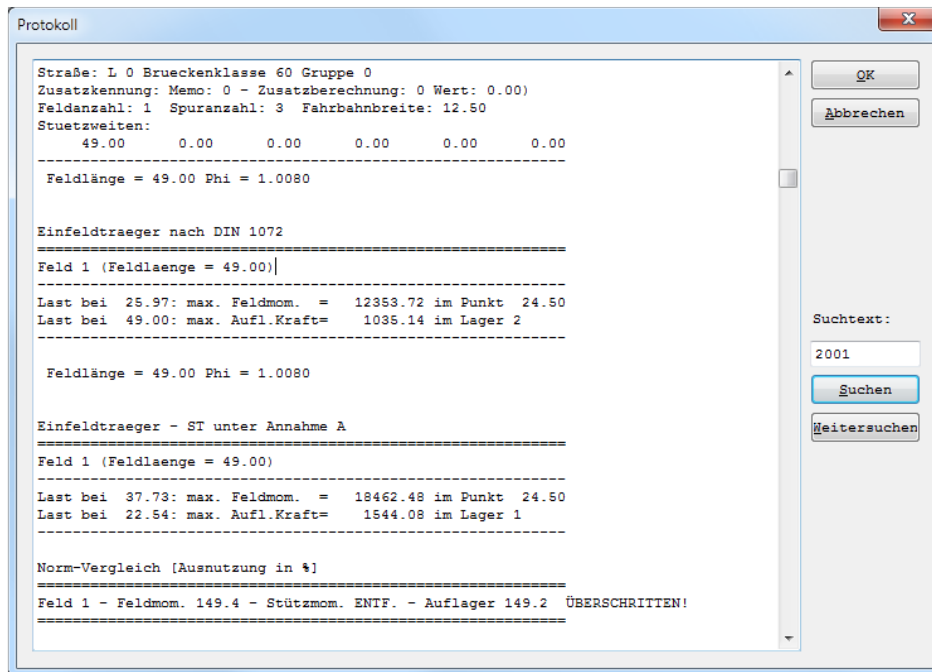 Protokoll
Straße: L 0 Brueckenklasse 60 Gruppe 0
Zusatzkennung: Memo: 0 - Zusatzberechnung: 0 Wert: 0.00)
Feldanzahl: 1  Spuranzahl: 3  Fahrbahnbreite: 12.50
Stuetzweiten:
     49.00      0.00      0.00      0.00      0.00      0.00
------------------------------------------------------------
 Feldlänge = 49.00 Phi = 1.0080
Einfeldtraeger nach DIN 1072
============================================================
Feld 1 (Feldlaenge = 49.00)
------------------------------------------------------------
Last bei  25.97: max. Feldmom.  =   12353.72 im Punkt  24.50
Last bei  49.00: max. Aufl.Kraft=    1035.14 im Lager 2
------------------------------------------------------------
 Feldlänge = 49.00 Phi = 1.0080
Einfeldtraeger - ST unter Annahme A
============================================================
Feld 1 (Feldlaenge = 49.00)
------------------------------------------------------------
Last bei  37.73: max. Feldmom.  =   18462.48 im Punkt  24.50
Last bei  22.54: max. Aufl.Kraft=    1544.08 im Lager 1
------------------------------------------------------------
Norm-Vergleich [Ausnutzung in %]
============================================================
Feld 1 - Feldmom. 149.4 - Stützmom. ENTF. - Auflager 149.2  ÜBERSCHRITTEN!
============================================================
OK
Abbrechen
Suchtext:
2001
Suchen
Weitersuchen